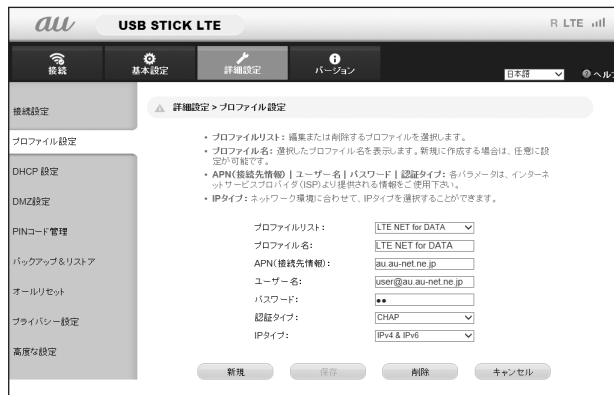 au USB STICK LTE R LTE
接続 基本設定 詳細設定 バージョン
日本語 ヘル
接続設定
プロファイル設定
DHCP 設定
DMZ設定
PINコード管理
バックアップ&リストア
オールリセット
プライバシー設定
高度な設定
詳細設定 > プロファイル設定
• プロファイルリスト: 編集または削除するプロファイルを選択します。
• プロファイル名: 選択したプロファイル名を表示します。新規に作成する場合は、任意に設
定が可能です。
• APN(接続先情報) | ユーザー名 | パスワード | 認証タイプ: 各パラメータは、インターネ
ットサービスプロバイダ(ISP)より提供される情報をご使用下さい。
• IPタイプ: ネットワーク環境に合わせて、IPタイプを選択することができます。
プロファイルリスト: LTE NET for DATA
プロファイル名: LTE NET for DATA
APN(接続先情報): au.au-net.ne.jp
ユーザー名: user@au.au-net.ne.jp
パスワード: ●●
認証タイプ: CHAP
IPタイプ: IPv4 & IPv6
新規 保存 削除 キャンセル